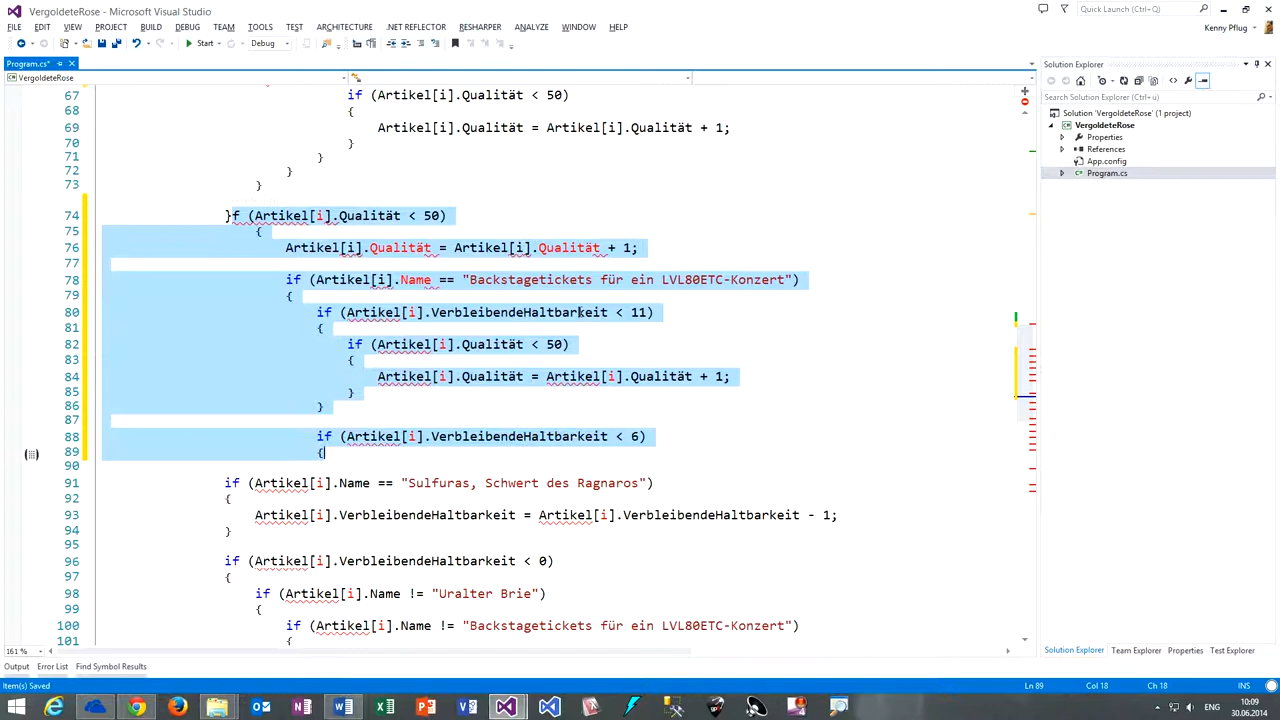 VergoldeteRose - Microsoft Visual Studio
Quick Launch (Ctrl+Q)
FILE EDIT VIEW PROJECT BUILD DEBUG TEAM TOOLS TEST ARCHITECTURE .NET REFLECTOR RESHARPER ANALYZE WINDOW HELP
Kenny Pflug
Start Debug
Program.cs*
VergoldeteRose
67 if (Artikel[i].Qualität < 50)
68 {
69 Artikel[i].Qualität = Artikel[i].Qualität + 1;
70 }
71 }
72 }
73 }
74 }f (Artikel[i].Qualität < 50)
75 {
76 Artikel[i].Qualität = Artikel[i].Qualität + 1;
77
78 if (Artikel[i].Name == "Backstagetickets für ein LVL80ETC-Konzert")
79 {
80 if (Artikel[i].VerbleibendeHaltbarkeit < 11)
81 {
82 if (Artikel[i].Qualität < 50)
83 {
84 Artikel[i].Qualität = Artikel[i].Qualität + 1;
85 }
86 }
87
88 if (Artikel[i].VerbleibendeHaltbarkeit < 6)
89 {
90
91 if (Artikel[i].Name == "Sulfuras, Schwert des Ragnaros")
92 {
93 Artikel[i].VerbleibendeHaltbarkeit = Artikel[i].VerbleibendeHaltbarkeit - 1;
94 }
95
96 if (Artikel[i].VerbleibendeHaltbarkeit < 0)
97 {
98 if (Artikel[i].Name != "Uralter Brie")
99 {
100 if (Artikel[i].Name != "Backstagetickets für ein LVL80ETC-Konzert")
101 {
161 %
Solution Explorer
Search Solution Explorer (Ctrl+ü)
Solution 'VergoldeteRose' (1 project)
VergoldeteRose
Properties
References
App.config
Program.cs
Solution Explorer Team Explorer Properties Test Explorer
Output Error List Find Symbol Results
Item(s) Saved Ln 89 Col 18 Ch 18 INS
ENG 10:09
30.06.2014